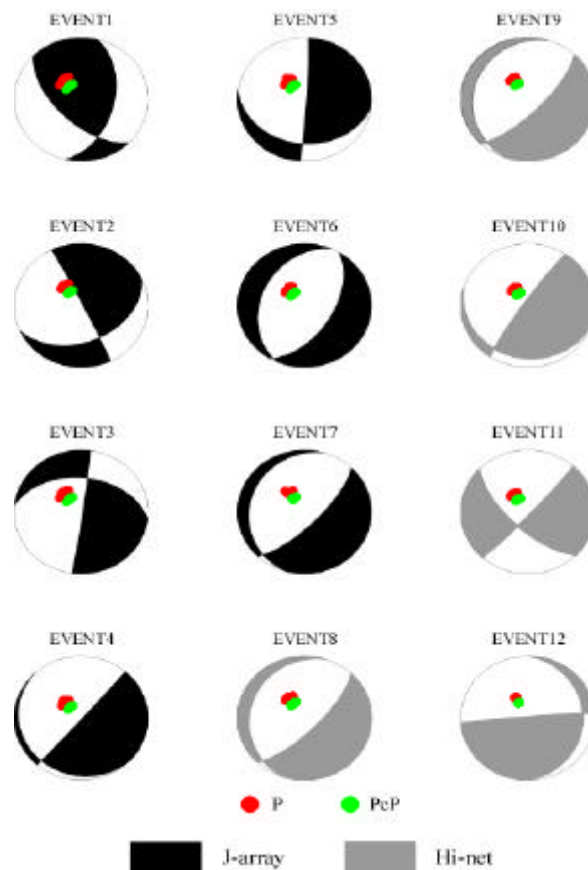 EVENT1 EVENT5 EVENT9
EVENT2 EVENT6 EVENT10
EVENT3 EVENT7 EVENT11
EVENT4 EVENT8 EVENT12
P PcP
J-array Hi-net